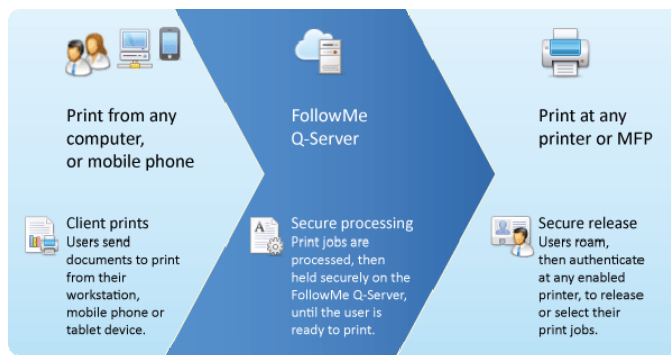 Print from any
computer,
or mobile phone
FollowMe
Q-Server
Print at any
printer or MFP
Client prints
Users send
documents to print
from their
workstation,
mobile phone or
tablet device.
Secure processing
Print jobs are
processed, then
held securely on the
FollowMe Q-Server,
until the user is
ready to print.
Secure release
Users roam,
then authenticate
at any enabled
printer, to release
or select their
print jobs.